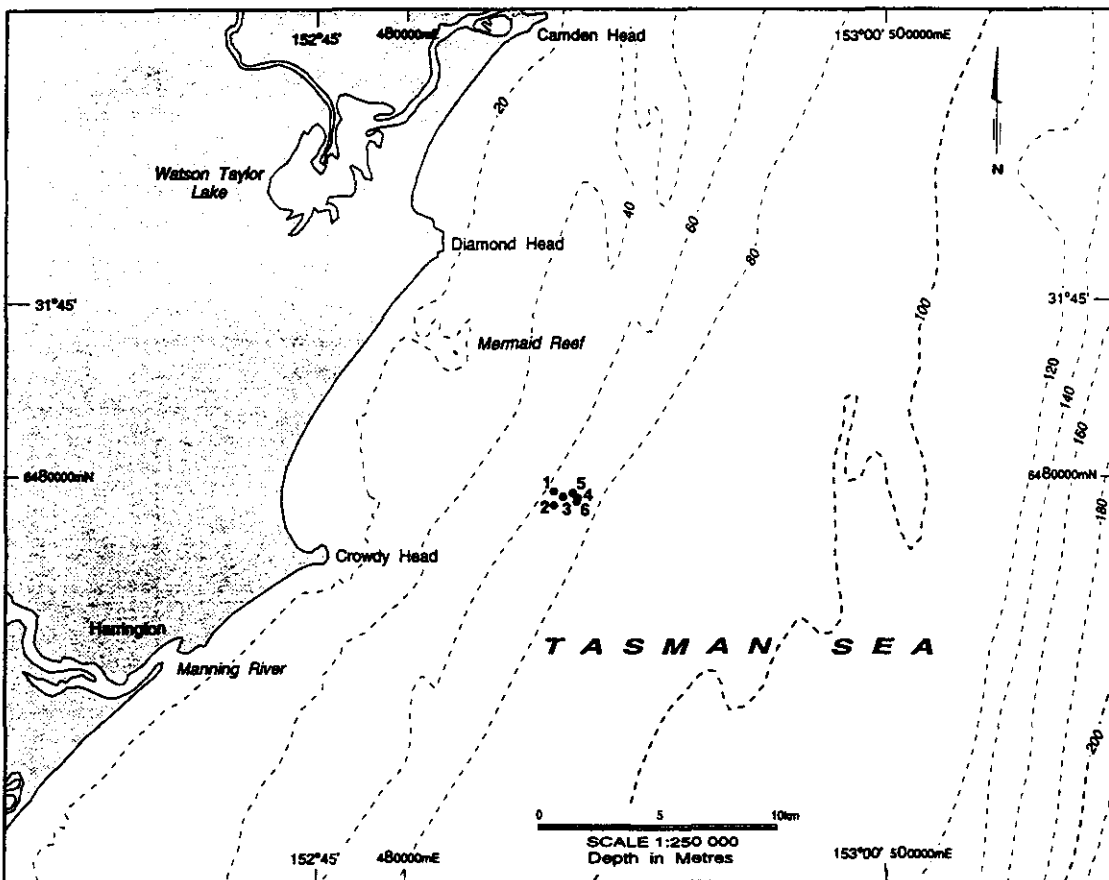 152°45'
480000mE
Camden Head
153°00'
500000mE
20
Watson Taylor
Lake
N
40
60
Diamond Head
80
31°45'
31°45'
100
Mermaid Reef
120
140
160
6480000mN
6480000mN
180
1
5
4
2
3
6
Crowdy Head
Harrington
TASMAN SEA
Manning River
200
0
5
10km
SCALE 1:250 000
Depth in Metres
152°45'
480000mE
153°00'
500000mE